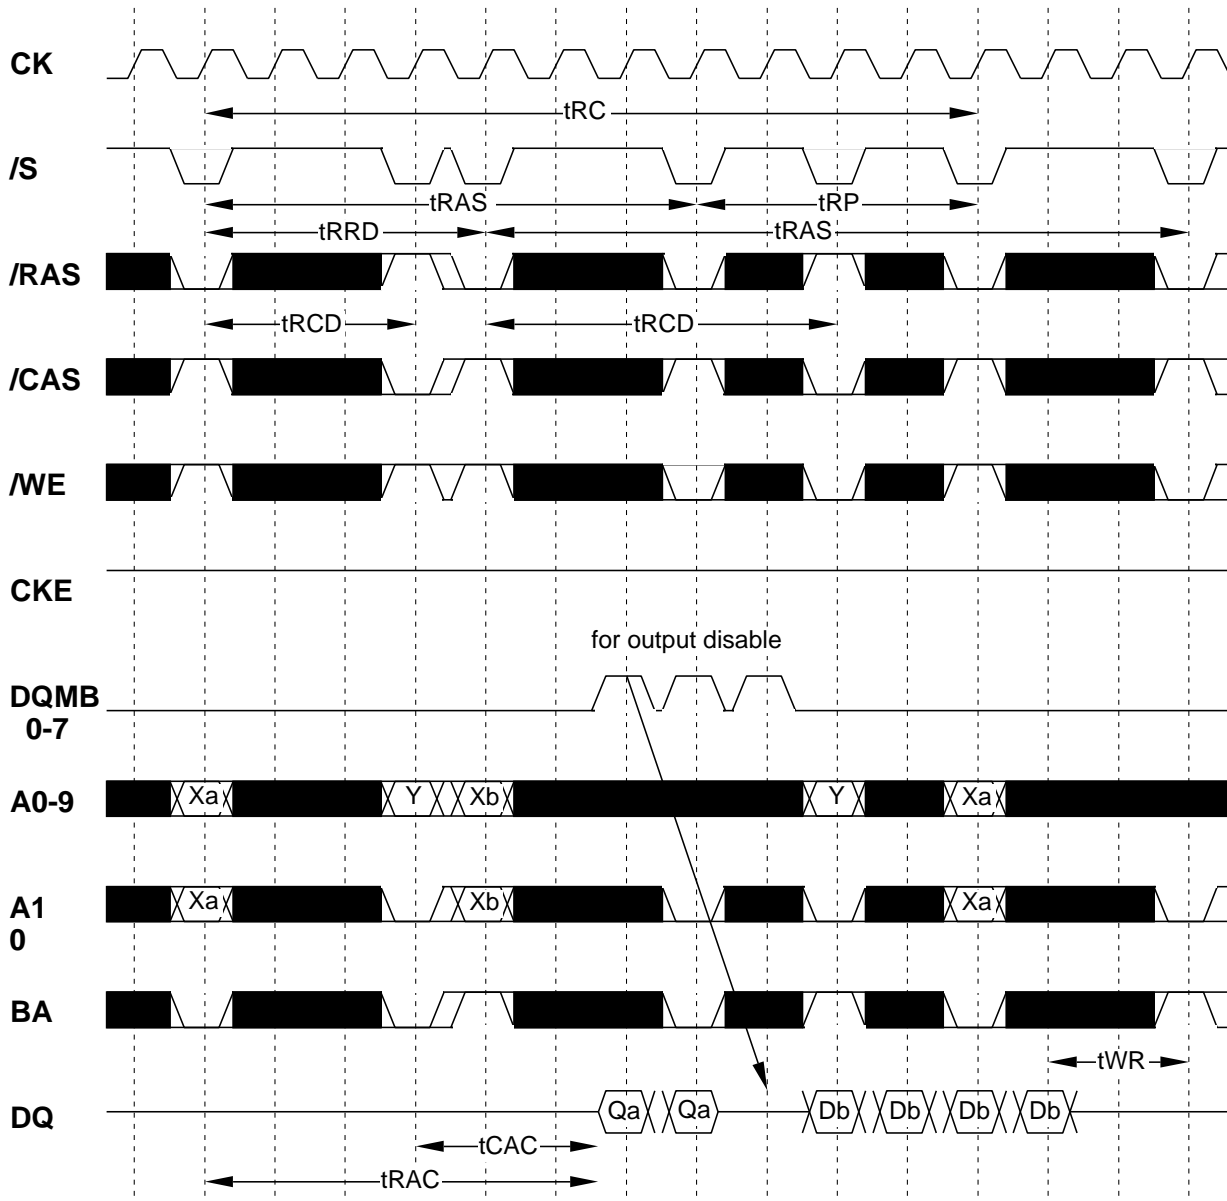 CK
tRC
/S
tRAS
tRP
tRRD
tRAS
/RAS
tRCD
tRCD
/CAS
/WE
CKE
for output disable
DQMB
0-7
A0-9
Xa
Y
Xb
Y
Xa
A1
0
Xa
Xb
Xa
BA
tWR
DQ
Qa
Qa
Db
Db
Db
Db
tCAC
tRAC